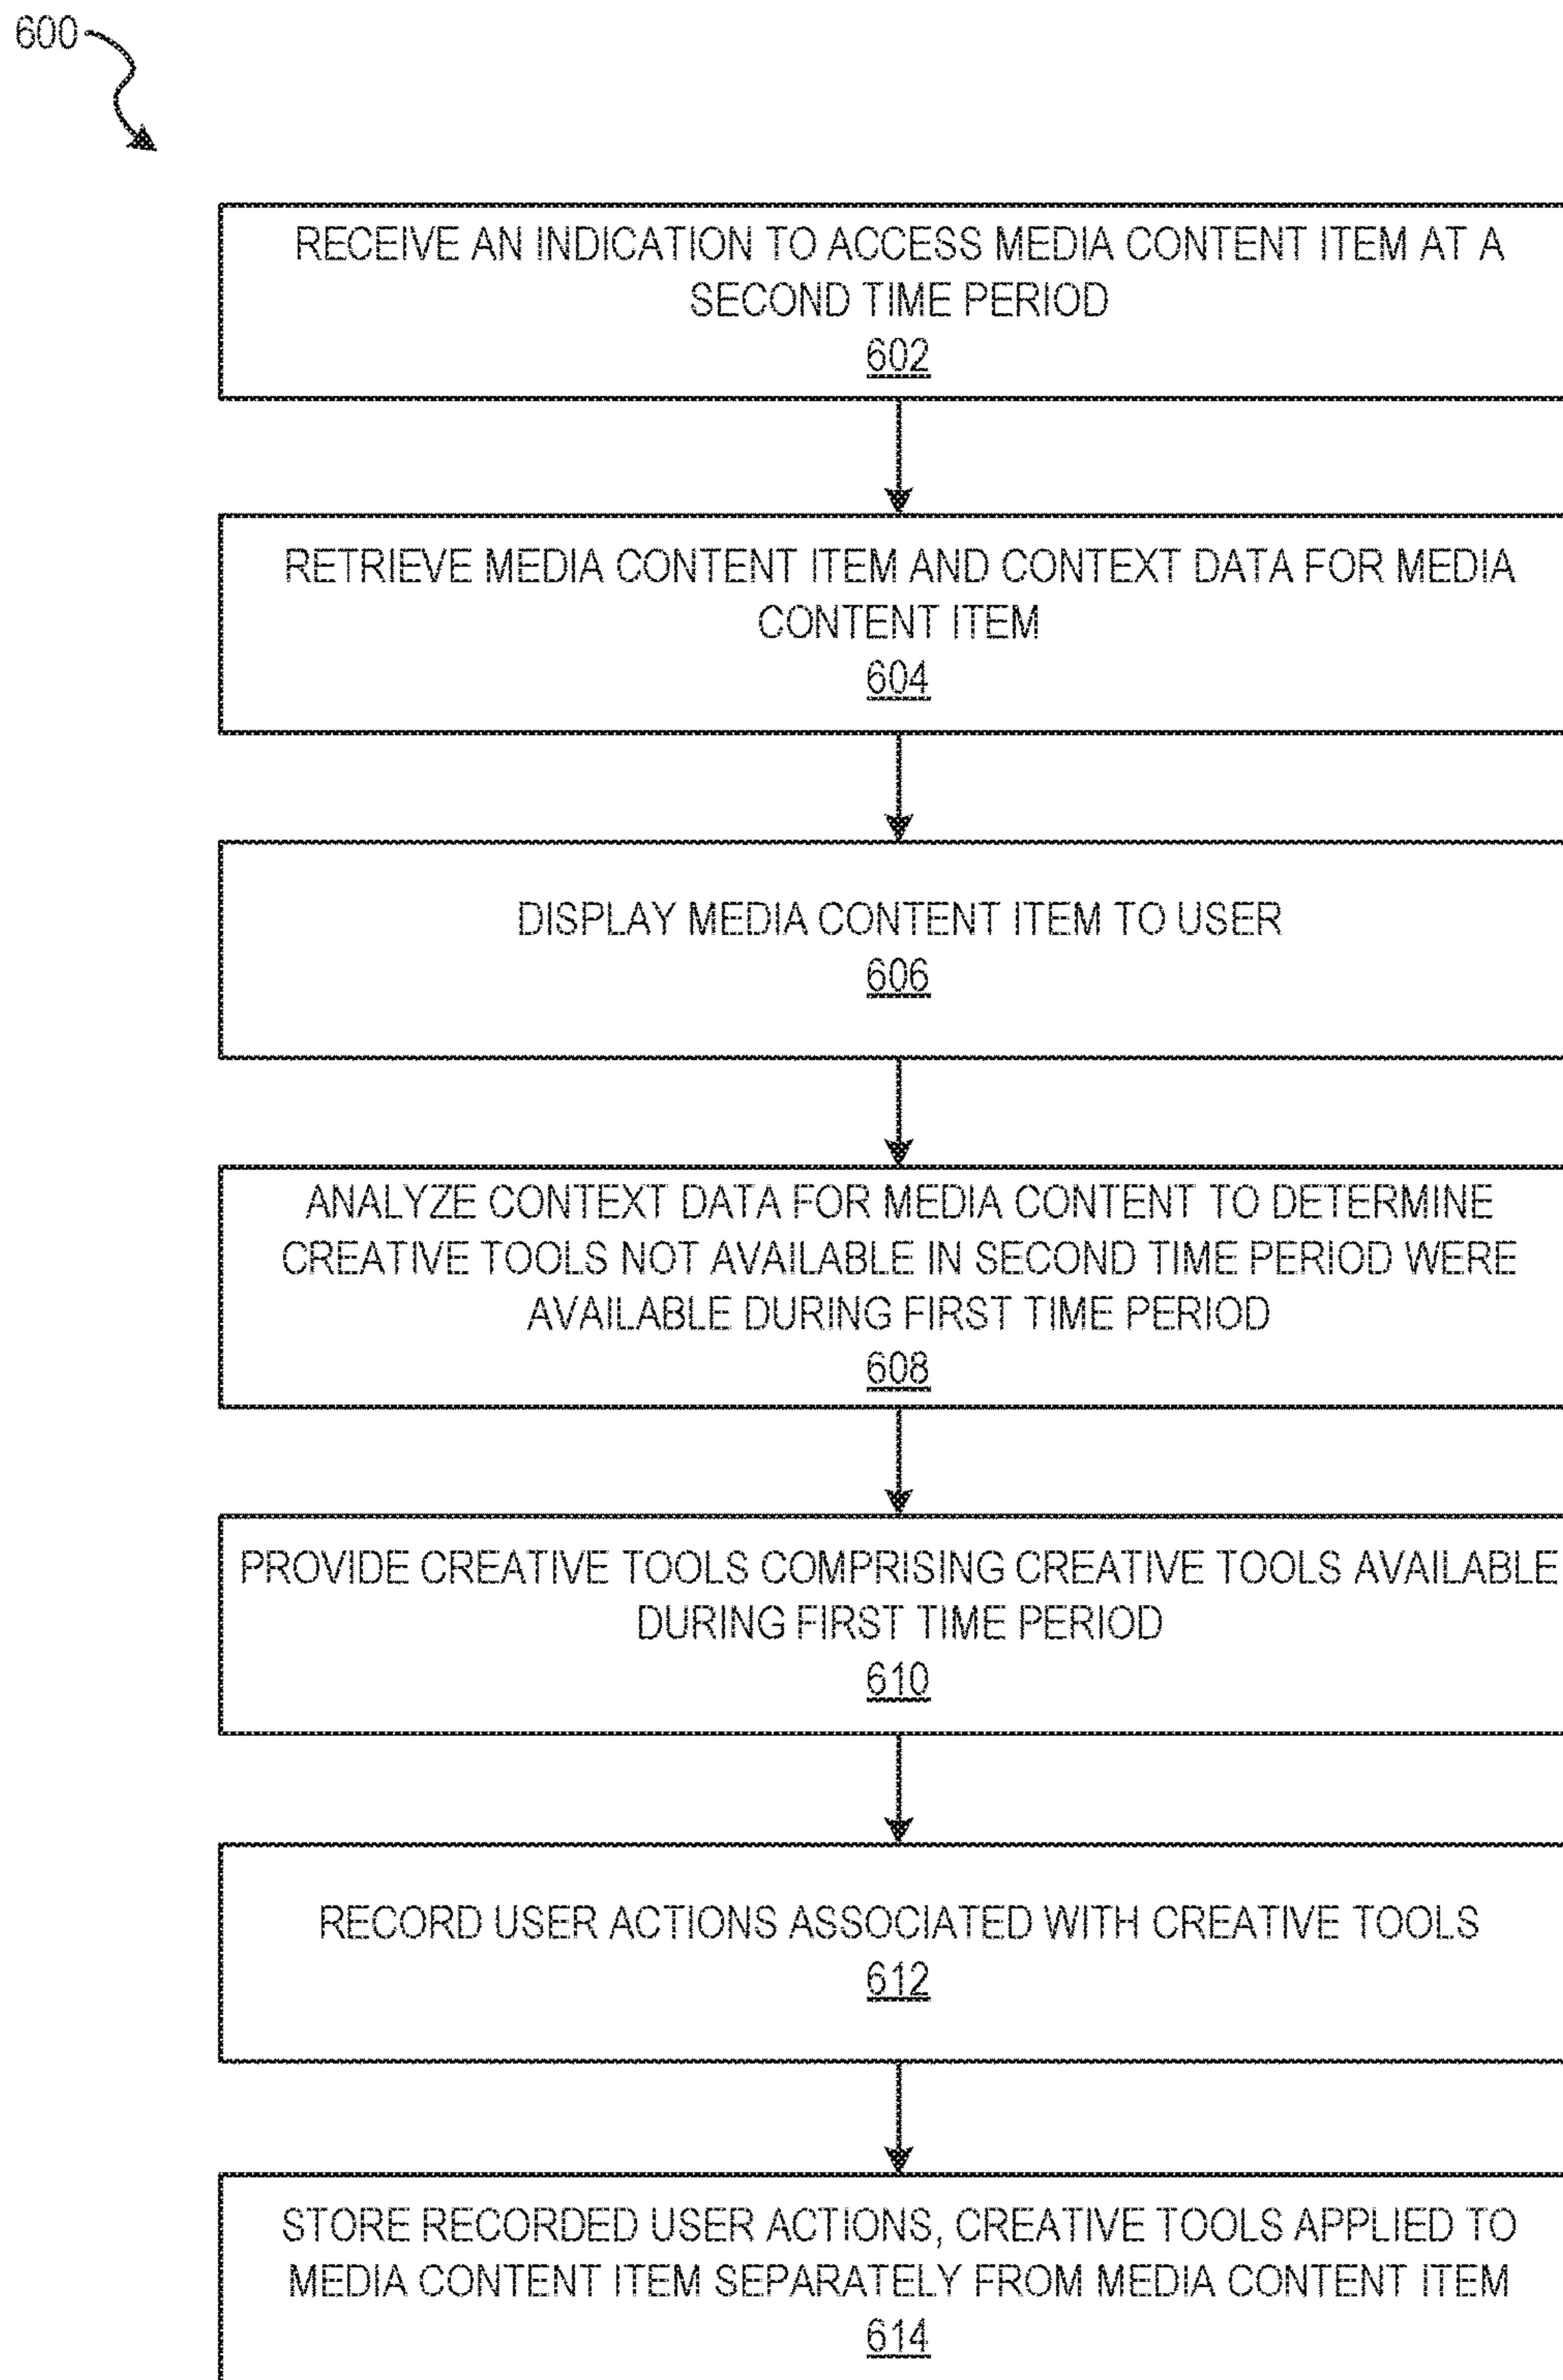 600
RECEIVE AN INDICATION TO ACCESS MEDIA CONTENT ITEM AT A
SECOND TIME PERIOD
602
RETRIEVE MEDIA CONTENT ITEM AND CONTEXT DATA FOR MEDIA
CONTENT ITEM
604
DISPLAY MEDIA CONTENT ITEM TO USER
606
ANALYZE CONTEXT DATA FOR MEDIA CONTENT TO DETERMINE
CREATIVE TOOLS NOT AVAILABLE IN SECOND TIME PERIOD WERE
AVAILABLE DURING FIRST TIME PERIOD
608
PROVIDE CREATIVE TOOLS COMPRISING CREATIVE TOOLS AVAILABLE
DURING FIRST TIME PERIOD
610
RECORD USER ACTIONS ASSOCIATED WITH CREATIVE TOOLS
612
STORE RECORDED USER ACTIONS, CREATIVE TOOLS APPLIED TO
MEDIA CONTENT ITEM SEPARATELY FROM MEDIA CONTENT ITEM
614